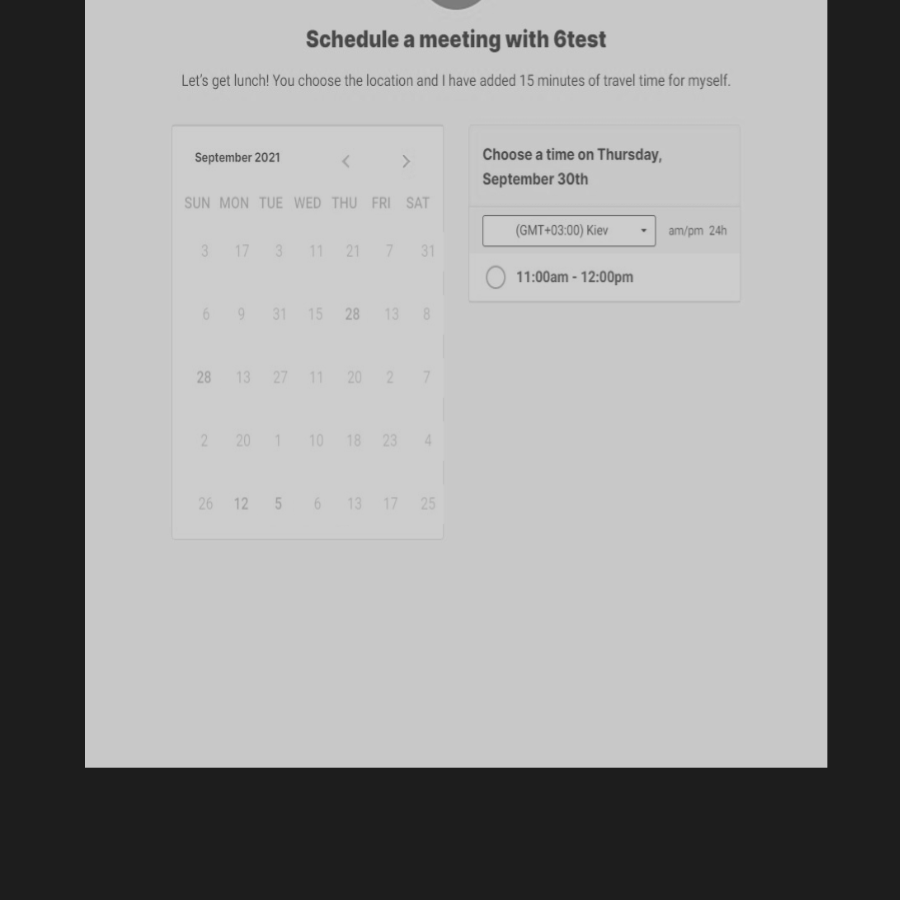 Schedule a meeting with 6test
Let's get lunch! You choose the location and I have added 15 minutes of travel time for myself.
September 2021
SUN MON TUE WED THU FRI SAT
3 17 3 11 21 7 31
6 9 31 15 28 13 8
28 13 27 11 20 2 7
2 20 1 10 18 23 4
26 12 5 6 13 17 25
Choose a time on Thursday,
September 30th
(GMT+03:00) Kiev am/pm 24h
11:00am - 12:00pm